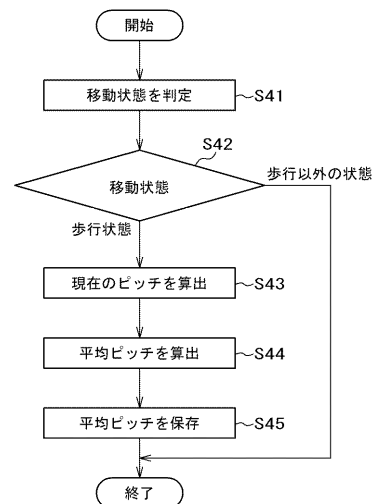 開始
移動状態を判定
S41
S42
移動状態
歩行以外の状態
歩行状態
現在のピッチを算出
S43
平均ピッチを算出
S44
平均ピッチを保存
S45
終了